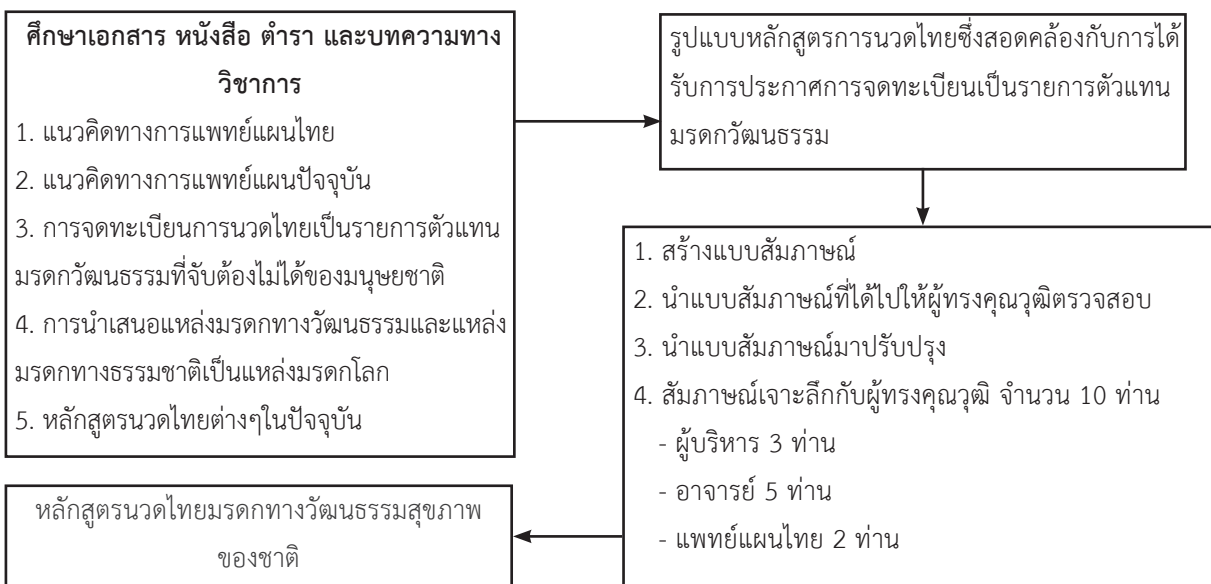 ศึกษาเอกสาร หนังสือ ตำรา และบทความทาง
วิชาการ
1. แนวคิดทางการแพทย์แผนไทย
2. แนวคิดทางการแพทย์แผนปัจจุบัน
3. การจดทะเบียนการนวดไทยเป็นรายการตัวแทน
มรดกวัฒนธรรมที่จับต้องไม่ได้ของมนุษยชาติ
4. การนำเสนอแหล่งมรดกทางวัฒนธรรมและแหล่ง
มรดกทางธรรมชาติเป็นแหล่งมรดกโลก
5. หลักสูตรนวดไทยต่างๆในปัจจุบัน
รูปแบบหลักสูตรการนวดไทยซึ่งสอดคล้องกับการได้
รับการประกาศการจดทะเบียนเป็นรายการตัวแทน
มรดกวัฒนธรรม
1. สร้างแบบสัมภาษณ์
2. นำแบบสัมภาษณ์ที่ได้ไปให้ผู้ทรงคุณวุฒิตรวจสอบ
3. นำแบบสัมภาษณ์มาปรับปรุง
4. สัมภาษณ์เจาะลึกกับผู้ทรงคุณวุฒิ จำนวน 10 ท่าน
- ผู้บริหาร 3 ท่าน
- อาจารย์ 5 ท่าน
- แพทย์แผนไทย 2 ท่าน
หลักสูตรนวดไทยมรดกทางวัฒนธรรมสุขภาพ
ของชาติ